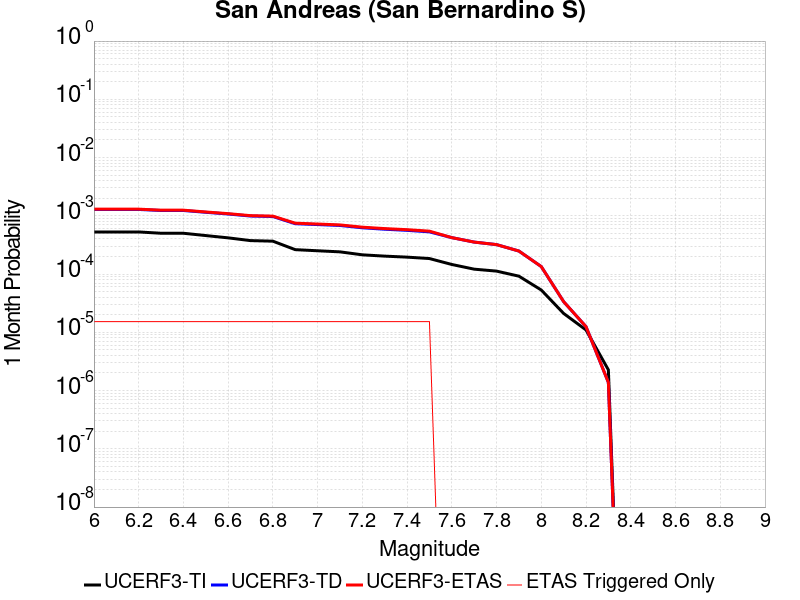 San Andreas (San Bernardino S)
10^0
10^-1
10^-2
10^-3
10^-4
10^-5
10^-6
10^-7
10^-8
1 Month Probability
6 6.2 6.4 6.6 6.8 7 7.2 7.4 7.6 7.8 8 8.2 8.4 8.6 8.8 9
Magnitude
UCERF3-TI UCERF3-TD UCERF3-ETAS ETAS Triggered Only